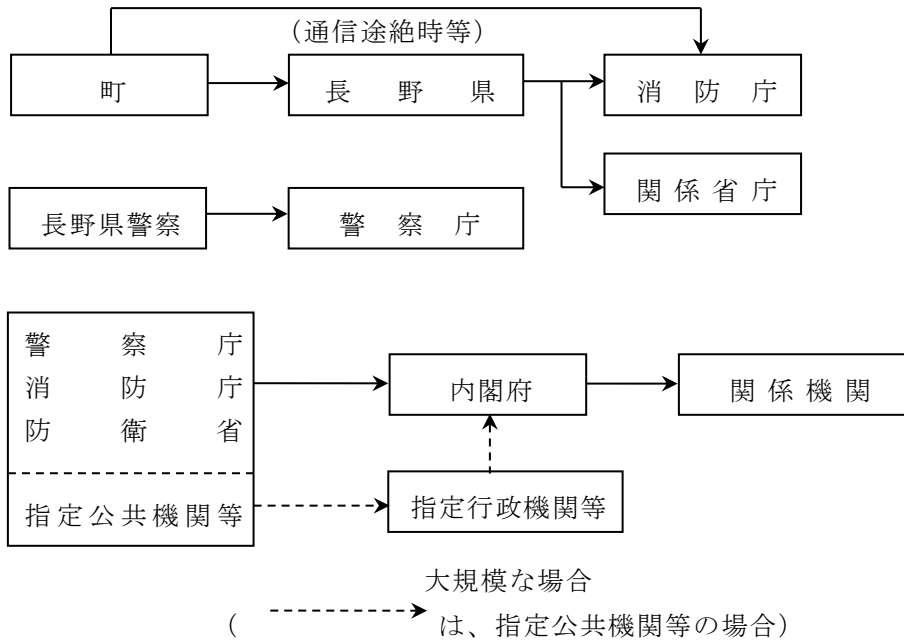 （通信途絶時等）
町
長野県
消防庁
関係省庁
長野県警察
警察庁
警察庁
消防庁
防衛省
指定公共機関等
内閣府
関係機関
指定行政機関等
大規模な場合
（ は、指定公共機関等の場合）